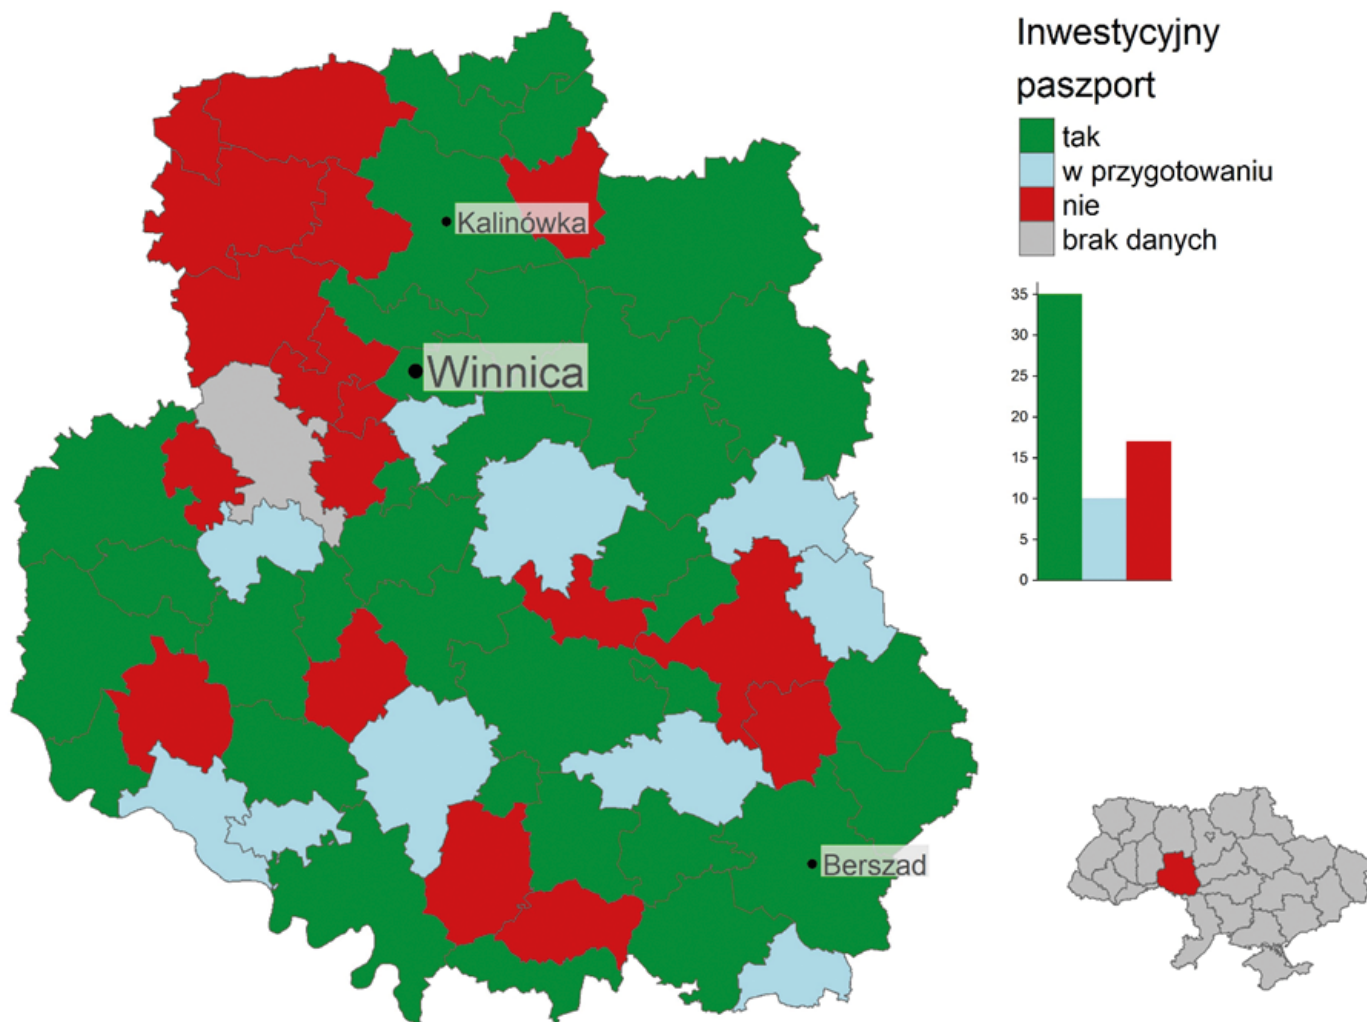 Inwestycyjny
paszport
tak
w przygotowaniu
nie
brak danych
Kalinówka
Winnica
Berszad
35
30
25
20
15
10
5
0